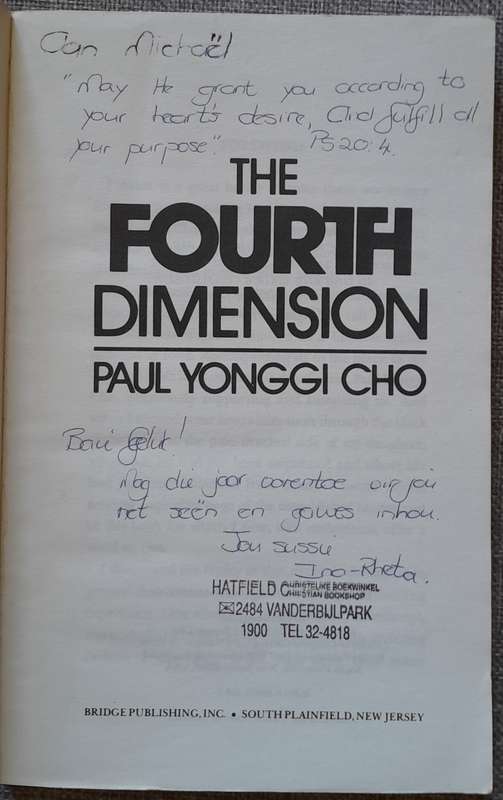 Aan Michaël
"May He grant you according to
your heart's desire, And fulfill all
your purpose". Ps 20:4.
THE
FOURTH
DIMENSION
PAUL YONGGI CHO
Baie geluk!
Mag die jaar vorentoe vir jou
net seën en goeies inhou.
Jou sussie
Ina-Rheta.
HATFIELD CHRISTELIKE BOEKWINKEL
CHRISTIAN BOOKSHOP
2484 VANDERBIJLPARK
1900 TEL 32-4818
BRIDGE PUBLISHING, INC. • SOUTH PLAINFIELD, NEW JERSEY